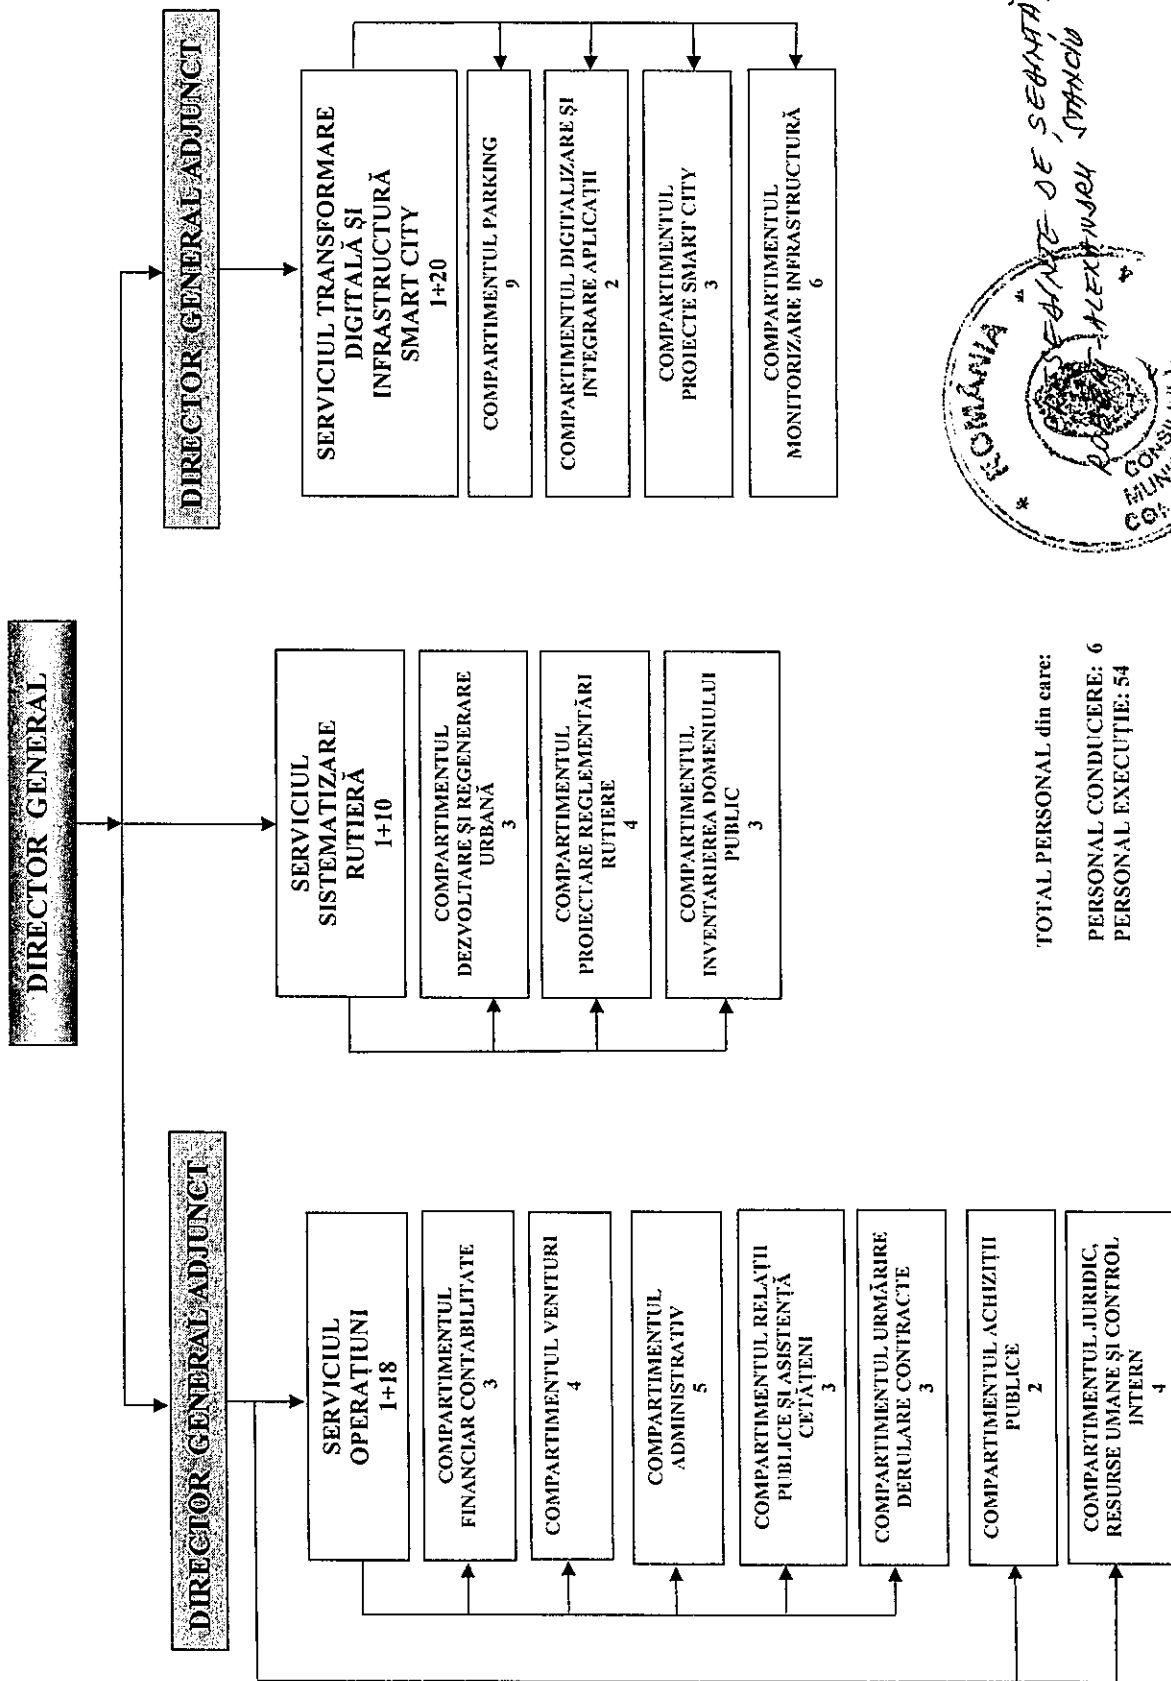 DIRECTOR GENERAL
DIRECTOR GENERAL ADJUNCT
SERVICIUL
OPERAȚIUNI
1+18
COMPARTIMENTUL
FINANCIAR CONTABILITATE
3
COMPARTIMENTUL VENITURI
4
COMPARTIMENTUL
ADMINISTRATIV
5
COMPARTIMENTUL RELAȚII
PUBLICE ȘI ASISTENȚĂ
CETĂȚENI
3
COMPARTIMENTUL URMĂRIRE
DERULARE CONTRACTE
3
COMPARTIMENTUL ACHIZIȚII
PUBLICE
2
COMPARTIMENTUL JURIDIC,
RESURSE UMANE ȘI CONTROL
INTERN
4
SERVICIUL
SISTEMATIZARE
RUTIERĂ
1+10
COMPARTIMENTUL
DEZVOLTARE ȘI REGENERARE
URBANĂ
3
COMPARTIMENTUL
PROIECTARE REGLEMENTĂRI
RUTIERE
4
COMPARTIMENTUL
INVENTARIEREA DOMENIULUI
PUBLIC
3
DIRECTOR GENERAL ADJUNCT
SERVICIUL TRANSFORMARE
DIGITALĂ ȘI
INFRASTRUCTURĂ
SMART CITY
1+20
COMPARTIMENTUL PARKING
9
COMPARTIMENTUL DIGITALIZARE ȘI
INTEGRARE APLICAȚII
2
COMPARTIMENTUL
PROIECTE SMART CITY
3
COMPARTIMENTUL
MONITORIZARE INFRASTRUCTURĂ
6
TOTAL PERSONAL din care:
PERSONAL CONDUCERE: 6
PERSONAL EXECUȚIE: 54
ROMÂNIA
DE ȘEDINȚĂ
ALEXANDRU STANCIU